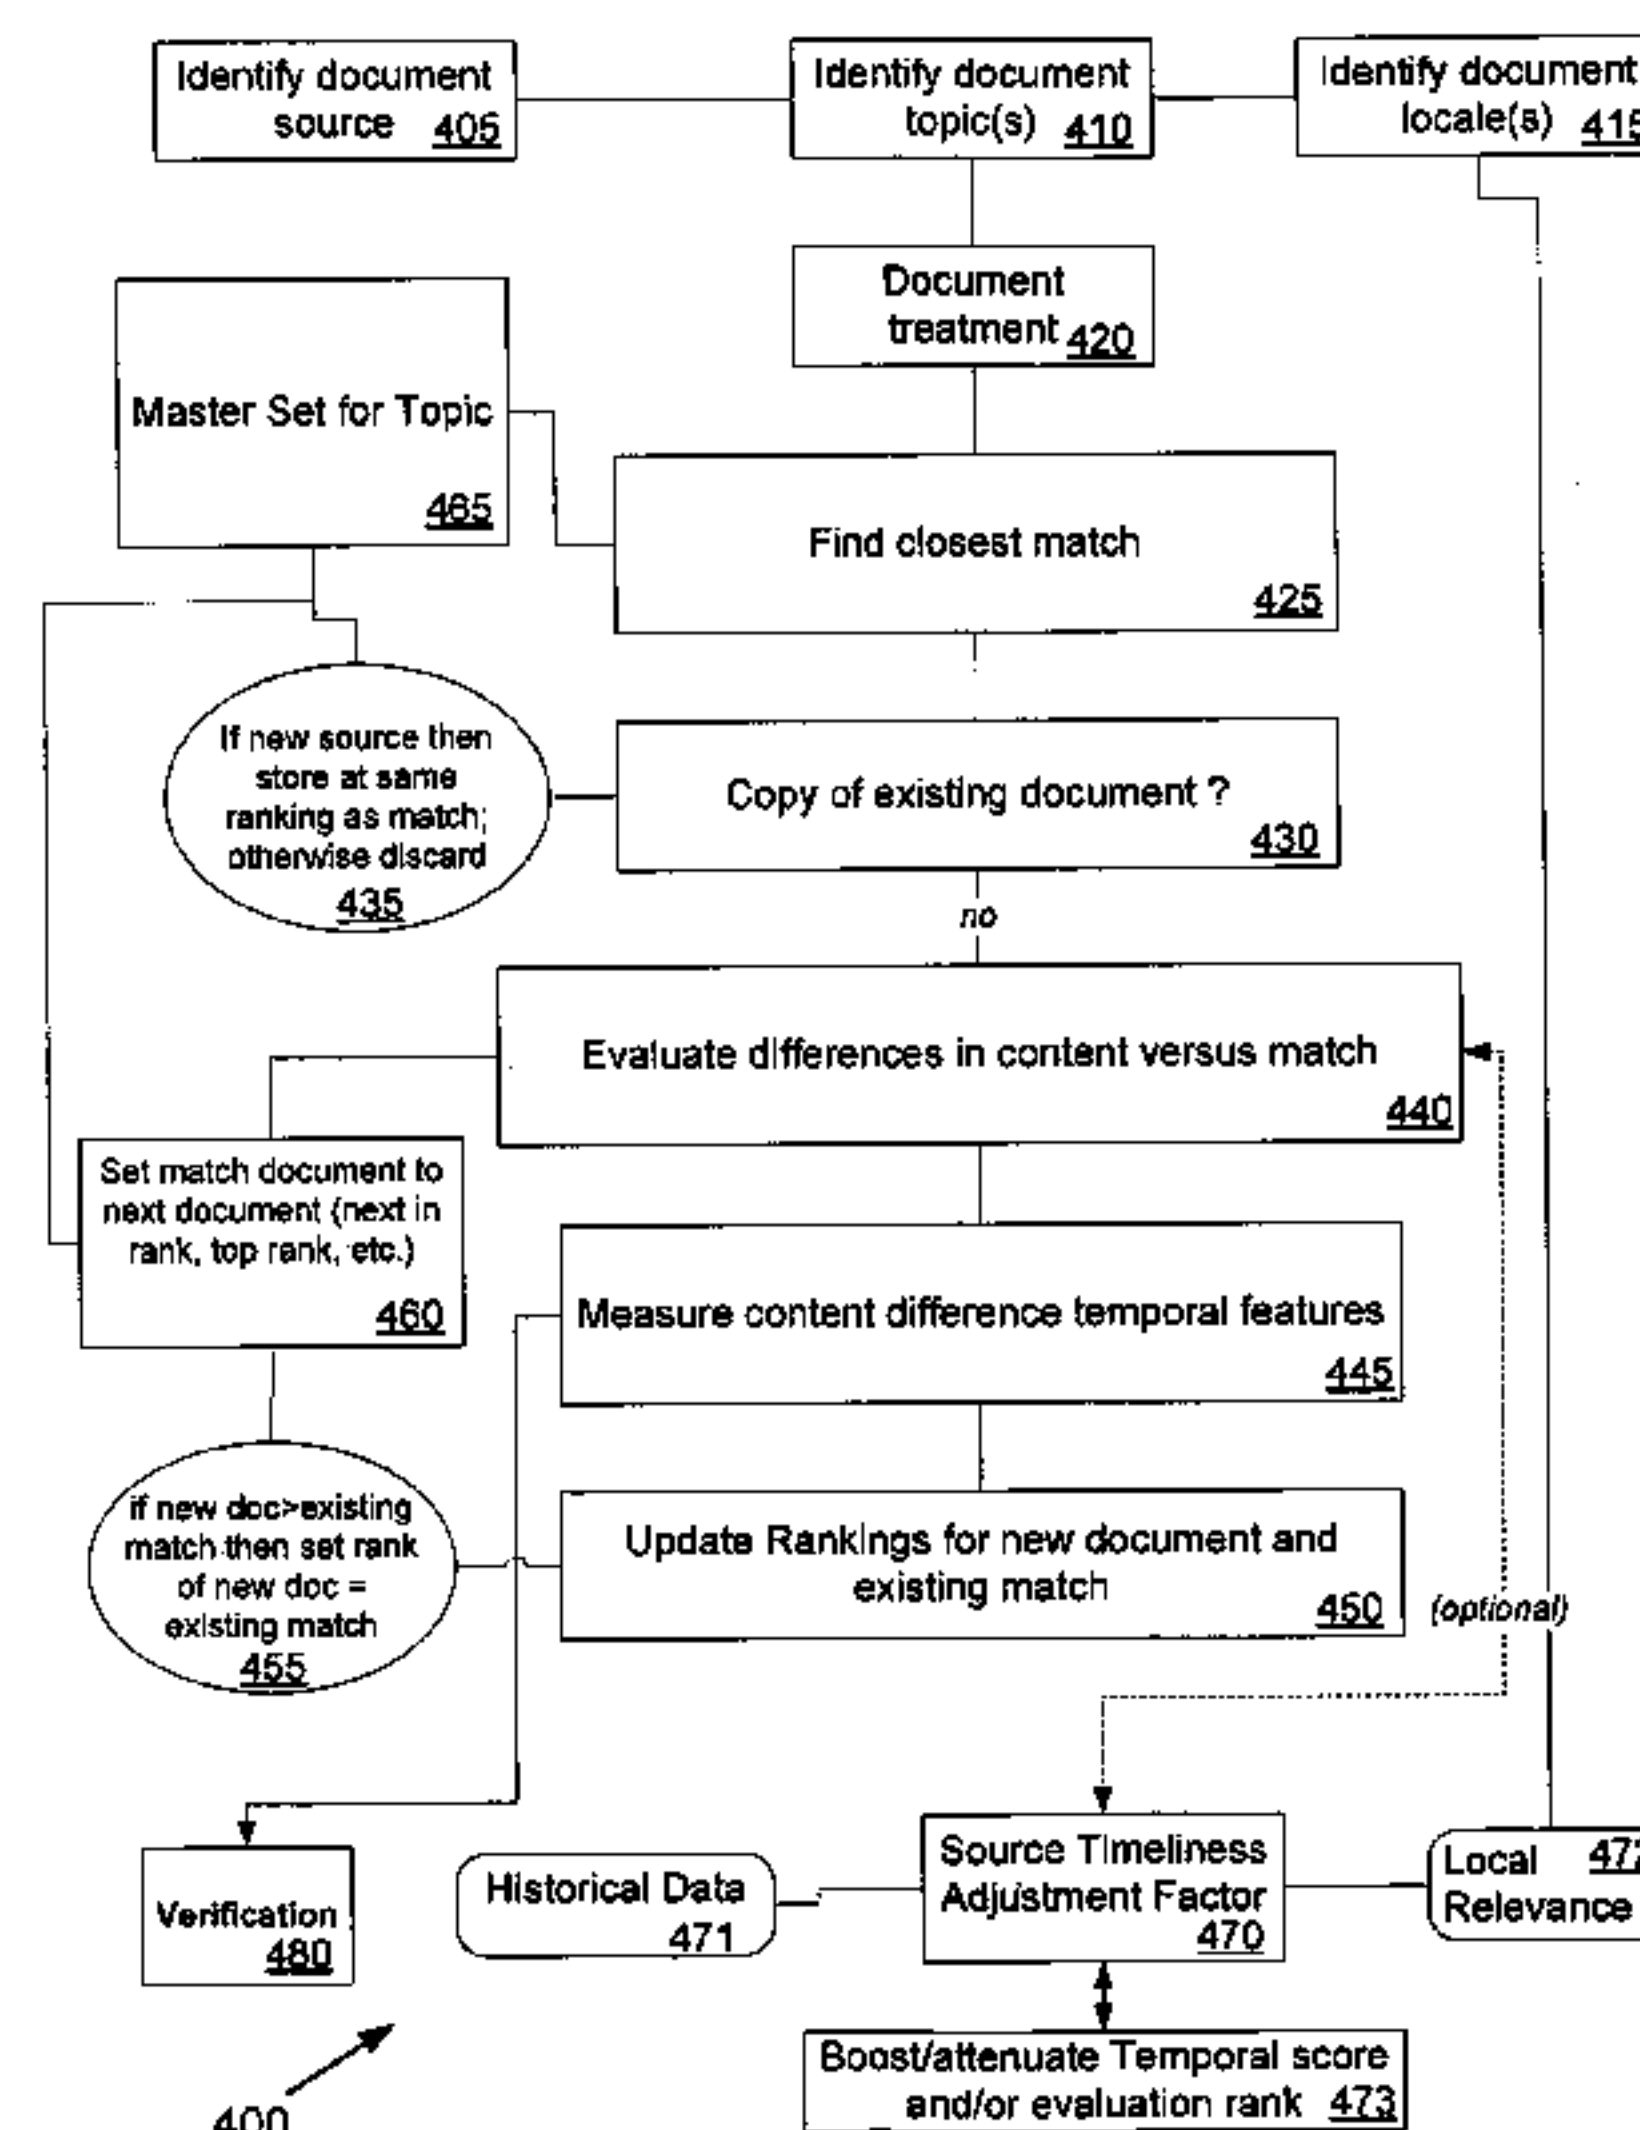 Identify document
source 405
Identify document
topic(s) 410
Identify document
locale(s) 415
Document
treatment 420
Master Set for Topic
465
Find closest match
425
If new source then
store at same
ranking as match;
otherwise discard
435
Copy of existing document ?
430
no
Evaluate differences in content versus match
440
Set match document to
next document (next in
rank, top rank, etc.)
460
Measure content difference temporal features
445
if new doc>existing
match then set rank
of new doc =
existing match
455
Update Rankings for new document and
existing match
450
(optional)
Verification
480
Historical Data
471
Source Timeliness
Adjustment Factor
470
Local 472
Relevance
Boost/attenuate Temporal score
and/or evaluation rank 473
400